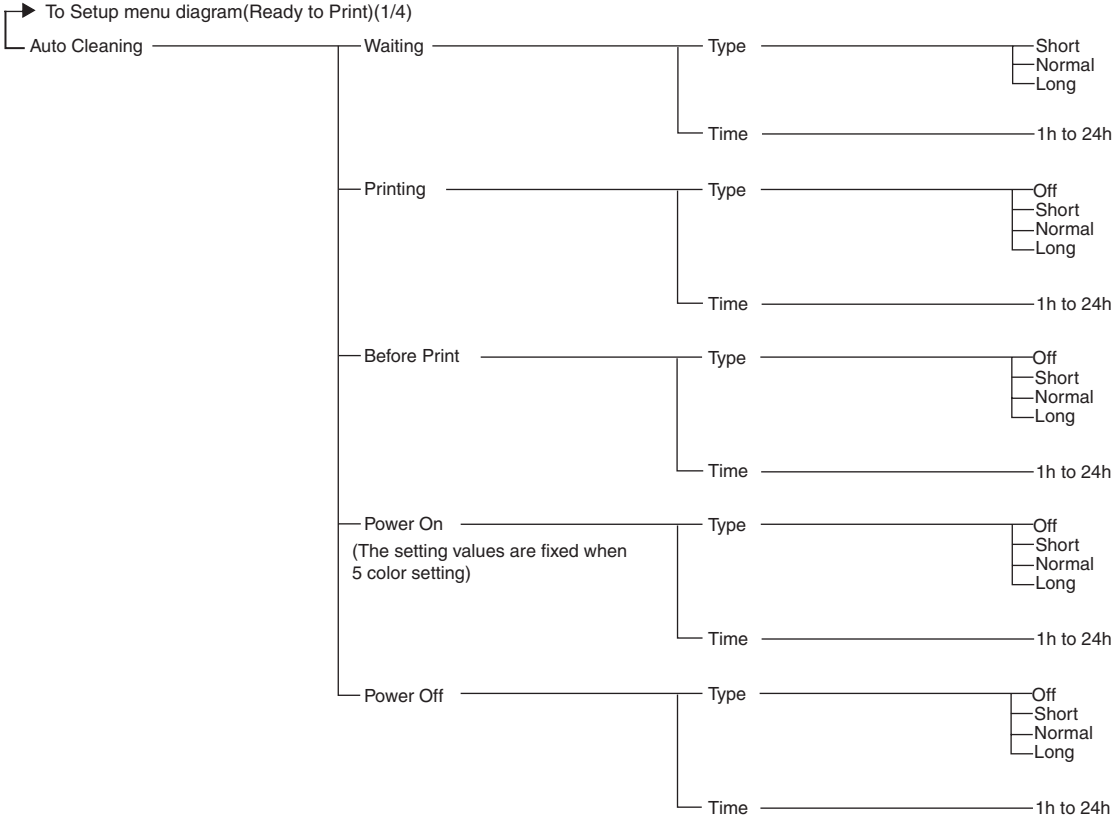 To Setup menu diagram(Ready to Print)(1/4)
Auto Cleaning
Waiting
Type
Short
Normal
Long
Time
1h to 24h
Printing
Type
Off
Short
Normal
Long
Time
1h to 24h
Before Print
Type
Off
Short
Normal
Long
Time
1h to 24h
Power On
(The setting values are fixed when
5 color setting)
Type
Off
Short
Normal
Long
Time
1h to 24h
Power Off
Type
Off
Short
Normal
Long
Time
1h to 24h